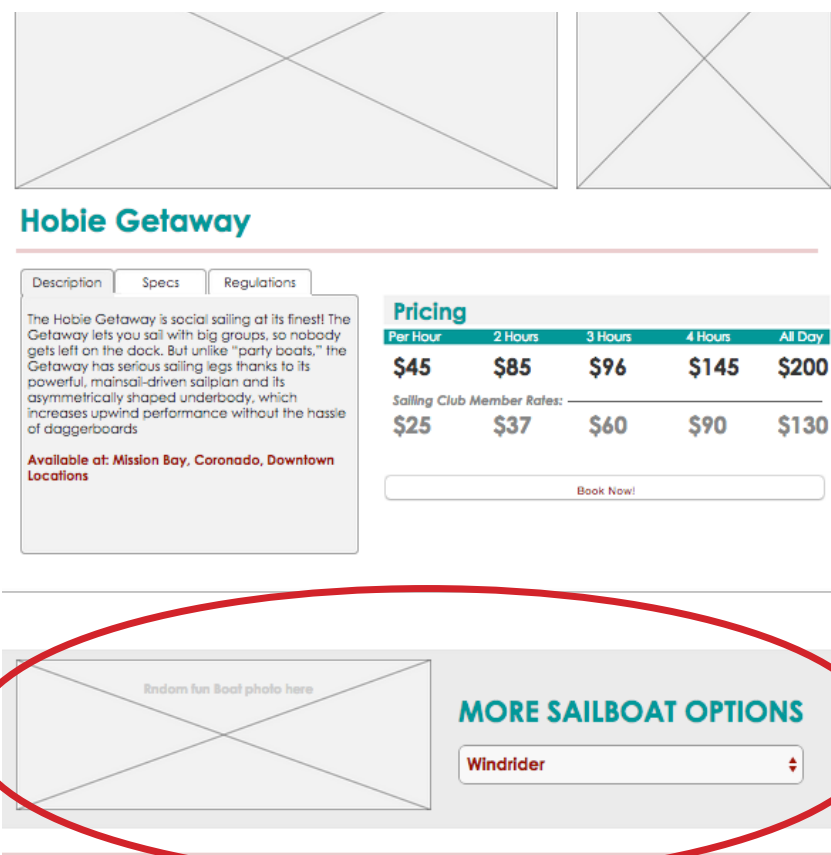 Hobie Getaway
Description Specs Regulations
The Hobie Getaway is social sailing at its finest! The
Getaway lets you sail with big groups, so nobody
gets left on the dock. But unlike "party boats," the
Getaway has serious sailing legs thanks to its
powerful, mainsail-driven sailplan and its
asymmetrically shaped underbody, which
increases upwind performance without the hassle
of daggerboards
Available at: Mission Bay, Coronado, Downtown
Locations
Pricing
Per Hour 2 Hours 3 Hours 4 Hours All Day
$45 $85 $96 $145 $200
Sailing Club Member Rates:
$25 $37 $60 $90 $130
Book Now!
Rndom fun Boat photo here
MORE SAILBOAT OPTIONS
Windrider